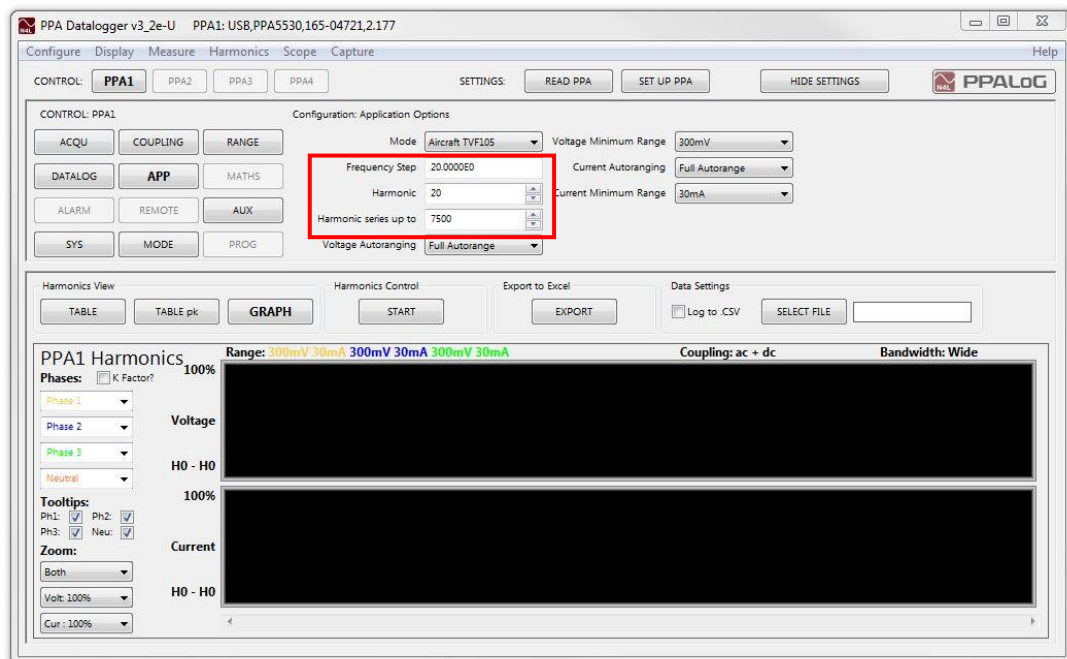 PPA Datalogger v3_2e-U PPA1: USB,PPA5530,165-04721,2.177
Configure Display Measure Harmonics Scope Capture Help
CONTROL: PPA1 PPA2 PPA3 PPA4 SETTINGS: READ PPA SET UP PPA HIDE SETTINGS N4L PPALoG
CONTROL: PPA1 Configuration: Application Options
ACQU COUPLING RANGE Mode Aircraft TVF105 Voltage Minimum Range 300mV
Frequency Step 20.0000E0 Current Autoranging Full Autorange
DATALOG APP MATHS
Harmonic 20 Current Minimum Range 30mA
ALARM REMOTE AUX
Harmonic series up to 7500
SYS MODE PROG Voltage Autoranging Full Autorange
Harmonics View Harmonics Control Export to Excel Data Settings
TABLE TABLE pk GRAPH START EXPORT Log to .CSV SELECT FILE
PPA1 Harmonics Range: 300mV 30mA 300mV 30mA 300mV 30mA Coupling: ac + dc Bandwidth: Wide
100%
Phases: K Factor?
Phase 1
Phase 2 Voltage
Phase 3
H0 - H0
Neutral
Tooltips: 100%
Ph1: Ph2:
Ph3: Neu:
Zoom: Current
Both
Volt: 100% H0 - H0
Cur : 100%